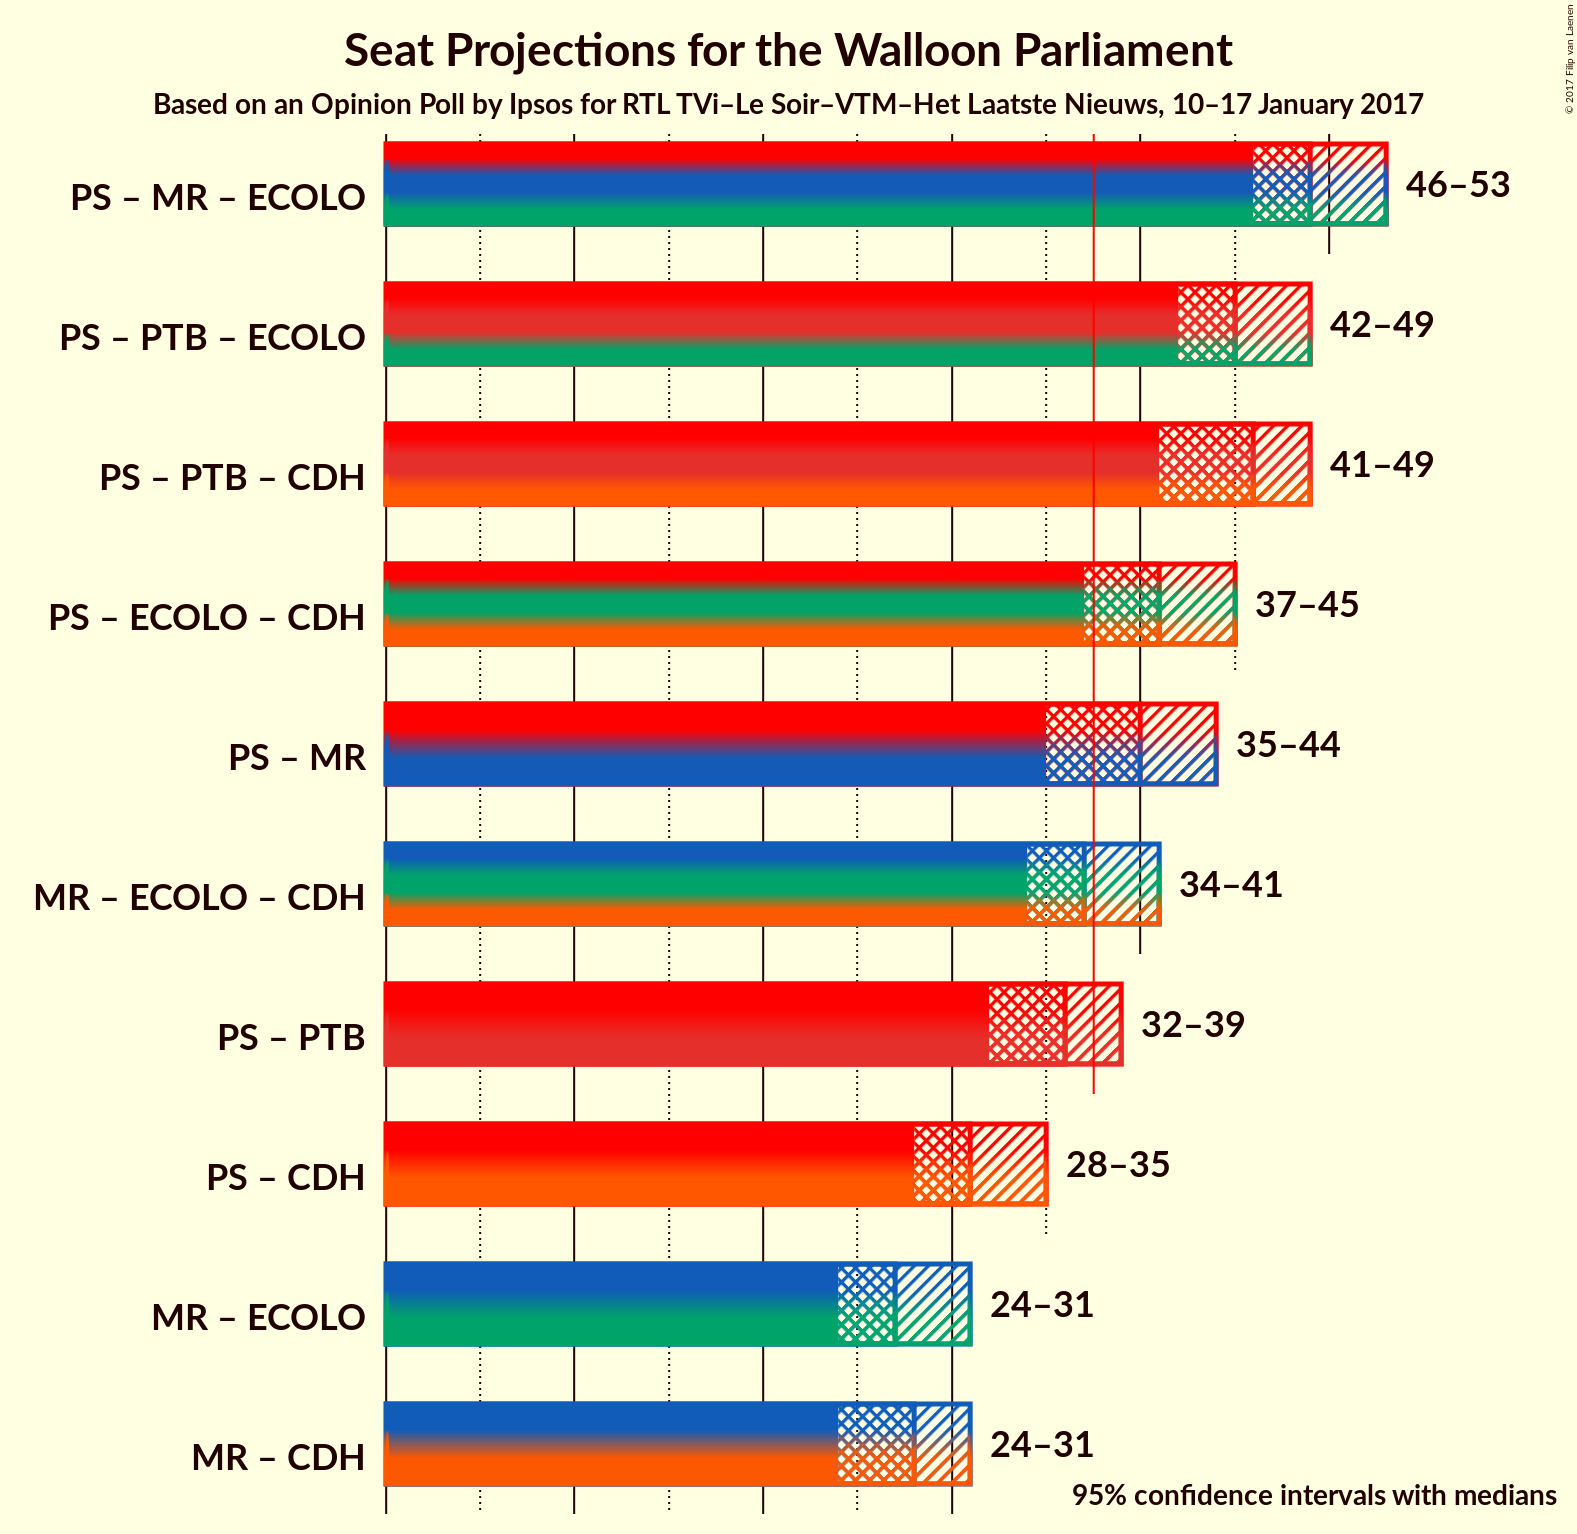 Seat Projections for the Walloon Parliament
Based on an Opinion Poll by Ipsos for RTL TVi–Le Soir–VTM–Het Laatste Nieuws, 10–17 January 2017
© 2017 Filip van Laenen
PS – MR – ECOLO 46–53
PS – PTB – ECOLO 42–49
PS – PTB – CDH 41–49
PS – ECOLO – CDH 37–45
PS – MR 35–44
MR – ECOLO – CDH 34–41
PS – PTB 32–39
PS – CDH 28–35
MR – ECOLO 24–31
MR – CDH 24–31
95% confidence intervals with medians